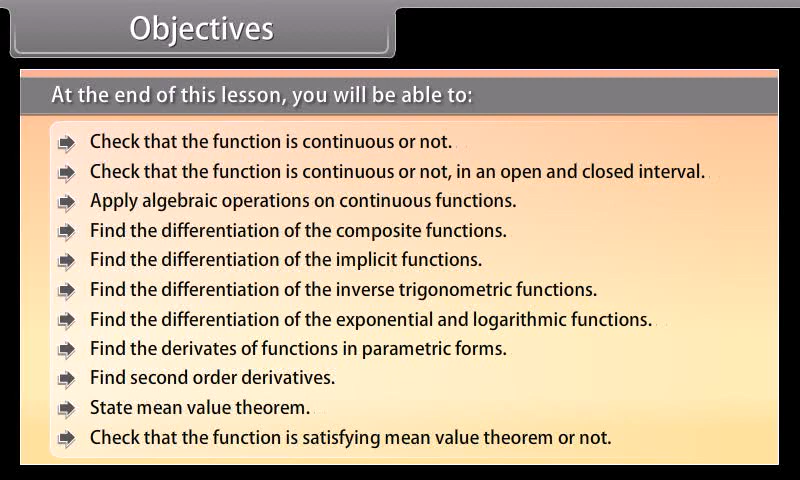 Objectives
At the end of this lesson, you will be able to:
Check that the function is continuous or not.
Check that the function is continuous or not, in an open and closed interval.
Apply algebraic operations on continuous functions.
Find the differentiation of the composite functions.
Find the differentiation of the implicit functions.
Find the differentiation of the inverse trigonometric functions.
Find the differentiation of the exponential and logarithmic functions.
Find the derivates of functions in parametric forms.
Find second order derivatives.
State mean value theorem.
Check that the function is satisfying mean value theorem or not.